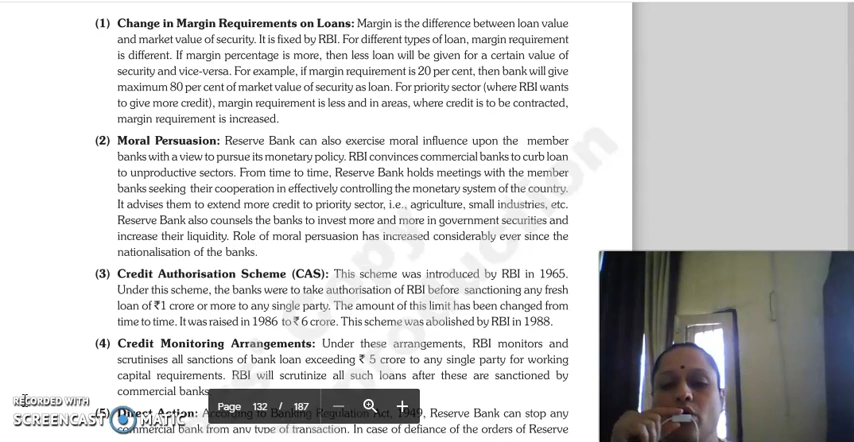 (1) Change in Margin Requirements on Loans: Margin is the difference between loan value
and market value of security. It is fixed by RBI. For different types of loan, margin requirement
is different. If margin percentage is more, then less loan will be given for a certain value of
security and vice-versa. For example, if margin requirement is 20 per cent, then bank will give
maximum 80 per cent of market value of security as loan. For priority sector (where RBI wants
to give more credit), margin requirement is less and in areas, where credit is to be contracted,
margin requirement is increased.
(2) Moral Persuasion: Reserve Bank can also exercise moral influence upon the member
banks with a view to pursue its monetary policy. RBI convinces commercial banks to curb loan
to unproductive sectors. From time to time, Reserve Bank holds meetings with the member
banks seeking their cooperation in effectively controlling the monetary system of the country.
It advises them to extend more credit to priority sector, i.e., agriculture, small industries, etc.
Reserve Bank also counsels the banks to invest more and more in government securities and
increase their liquidity. Role of moral persuasion has increased considerably ever since the
nationalisation of the banks.
(3) Credit Authorisation Scheme (CAS): This scheme was introduced by RBI in 1965.
Under this scheme, the banks were to take authorisation of RBI before sanctioning any fresh
loan of ₹1 crore or more to any single party. The amount of this limit has been changed from
time to time. It was raised in 1986 to ₹ 6 crore. This scheme was abolished by RBI in 1988.
(4) Credit Monitoring Arrangements: Under these arrangements, RBI monitors and
scrutinises all sanctions of bank loan exceeding ₹ 5 crore to any single party for working
capital requirements. RBI will scrutinize all such loans after these are sanctioned by
commercial banks
(5) Direct Action: According to Banking Regulation Act, 1949, Reserve Bank can stop any
commercial bank from any type of transaction. In case of defiance of the orders of Reserve
Page 132 / 187
RECORDED WITH
SCREENCAST MATIC
Copy